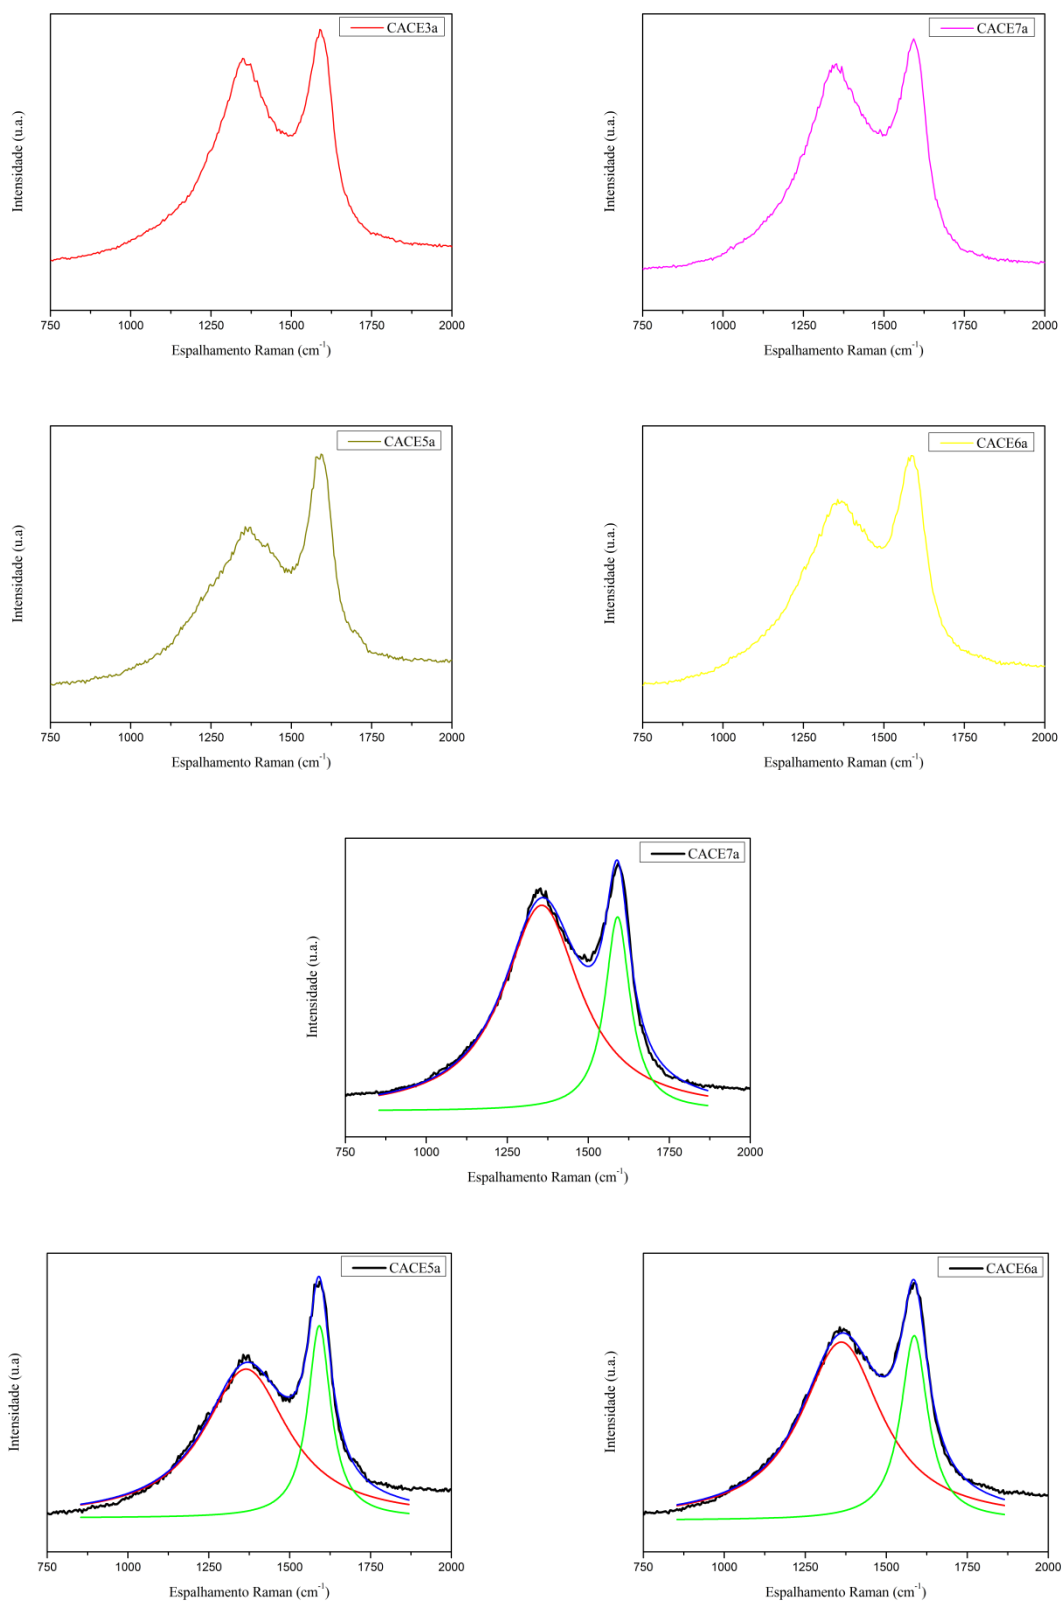 CACE3a
Intensidade (u.a.)
750 1000 1250 1500 1750 2000
Espalhamento Raman (cm⁻¹)
CACE7a
Intensidade (u.a.)
750 1000 1250 1500 1750 2000
Espalhamento Raman (cm⁻¹)
CACE5a
Intensidade (u.a)
750 1000 1250 1500 1750 2000
Espalhamento Raman (cm⁻¹)
CACE6a
Intensidade (u.a.)
750 1000 1250 1500 1750 2000
Espalhamento Raman (cm⁻¹)
CACE7a
Intensidade (u.a.)
750 1000 1250 1500 1750 2000
Espalhamento Raman (cm⁻¹)
CACE5a
Intensidade (u.a)
750 1000 1250 1500 1750 2000
Espalhamento Raman (cm⁻¹)
CACE6a
Intensidade (u.a.)
750 1000 1250 1500 1750 2000
Espalhamento Raman (cm⁻¹)